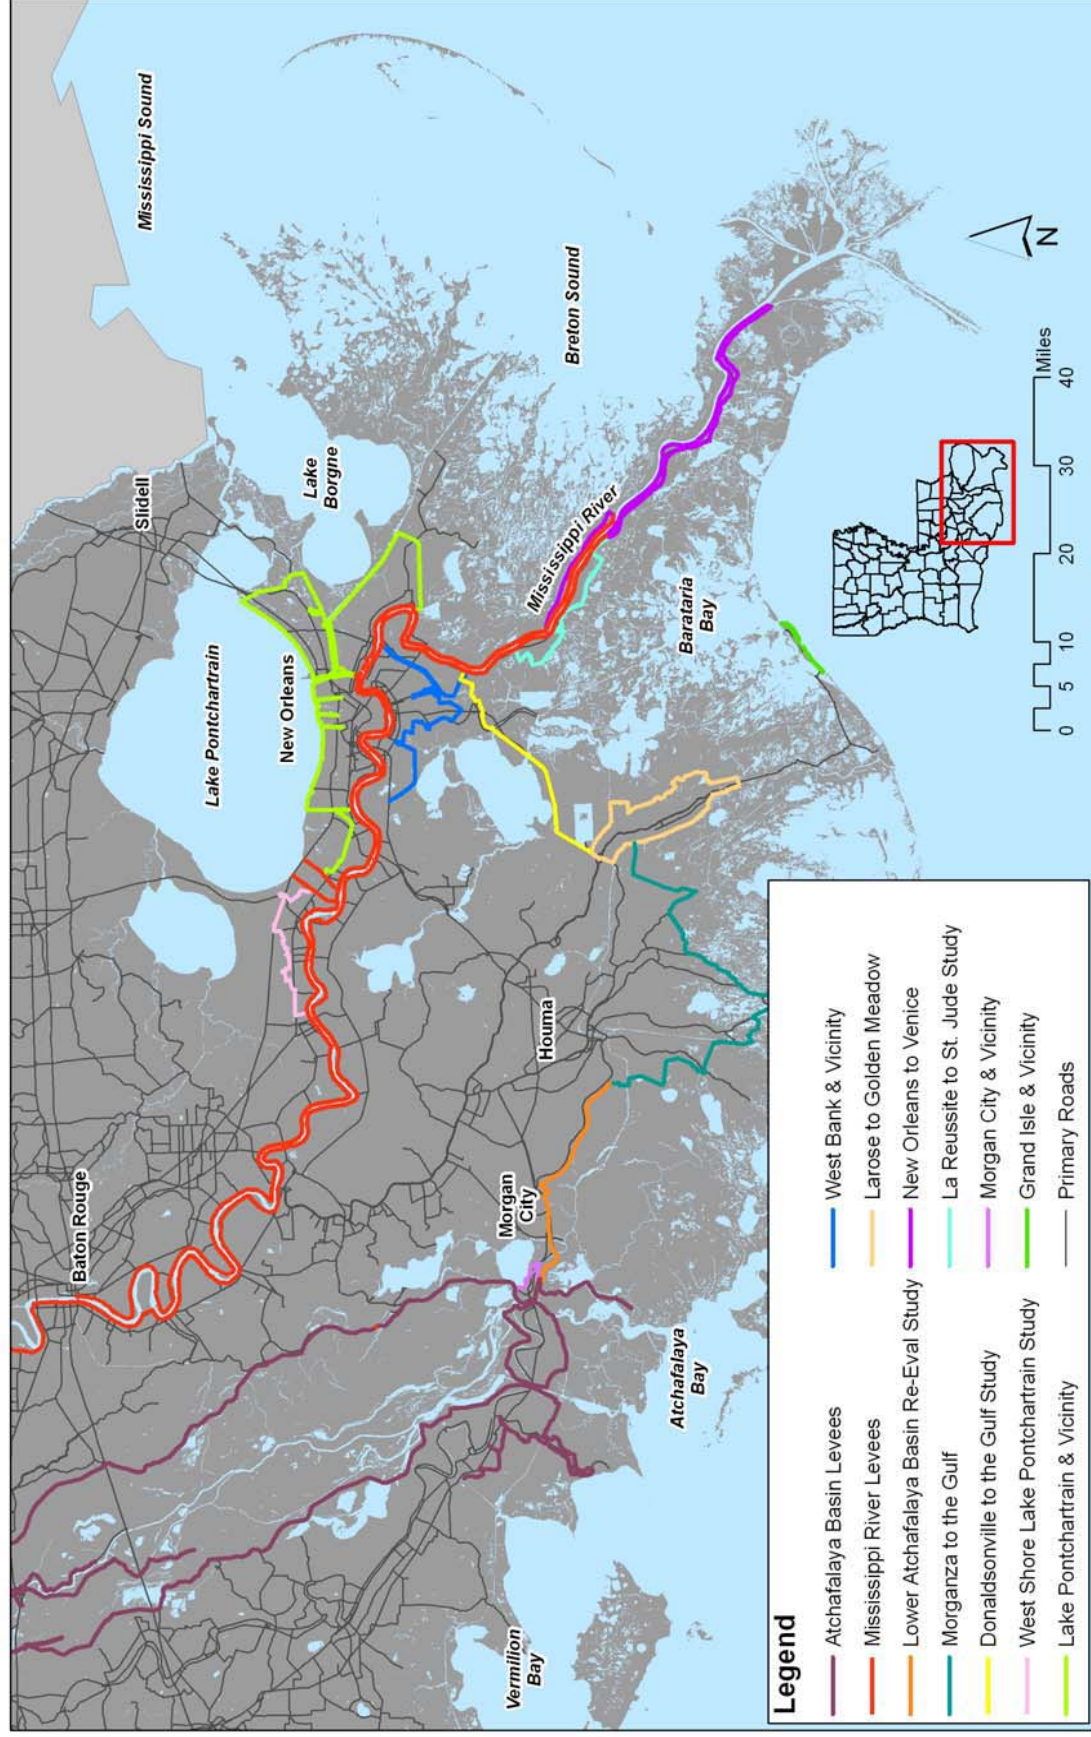 Mississippi Sound
Slidell
Lake
Borgne
Lake Pontchartrain
New Orleans
Breton Sound
Baton Rouge
Mississippi River
Houma
Morgan
City
Barataria
Bay
Atchafalaya
Bay
Vermilion
Bay
N
0 5 10 20 30 40
Miles
Legend
Atchafalaya Basin Levees
Mississippi River Levees
Lower Atchafalaya Basin Re-Eval Study
Morganza to the Gulf
Donaldsonville to the Gulf Study
West Shore Lake Pontchartrain Study
Lake Pontchartrain & Vicinity
West Bank & Vicinity
Larose to Golden Meadow
New Orleans to Venice
La Reussite to St. Jude Study
Morgan City & Vicinity
Grand Isle & Vicinity
Primary Roads